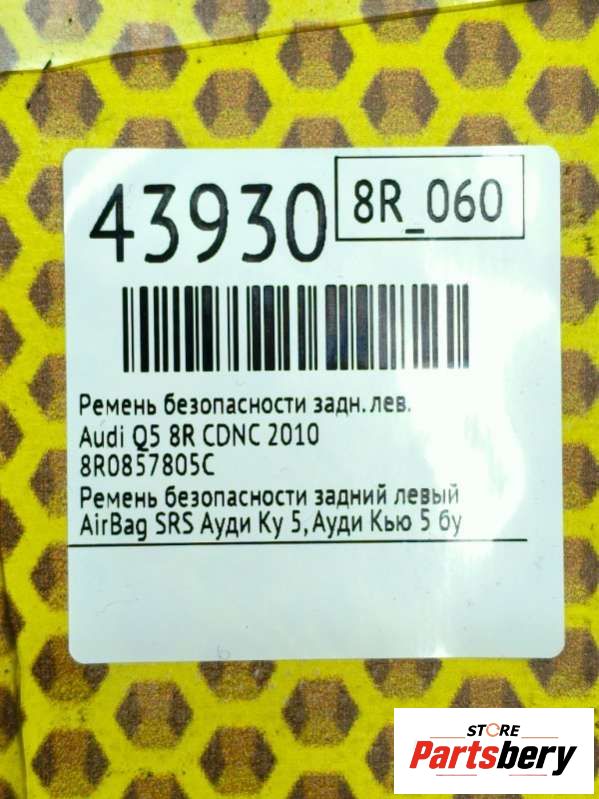 43930
8R_060
Ремень безопасности задн. лев.
Audi Q5 8R CDNC 2010
8R0857805C
Ремень безопасности задний левый
AirBag SRS Ауди Ку 5, Ауди Кью 5 бу
STORE
Partsbery